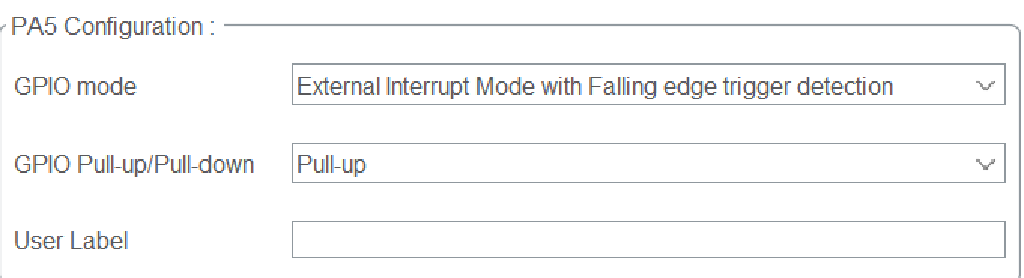 PA5 Configuration :
GPIO mode External Interrupt Mode with Falling edge trigger detection
GPIO Pull-up/Pull-down Pull-up
User Label